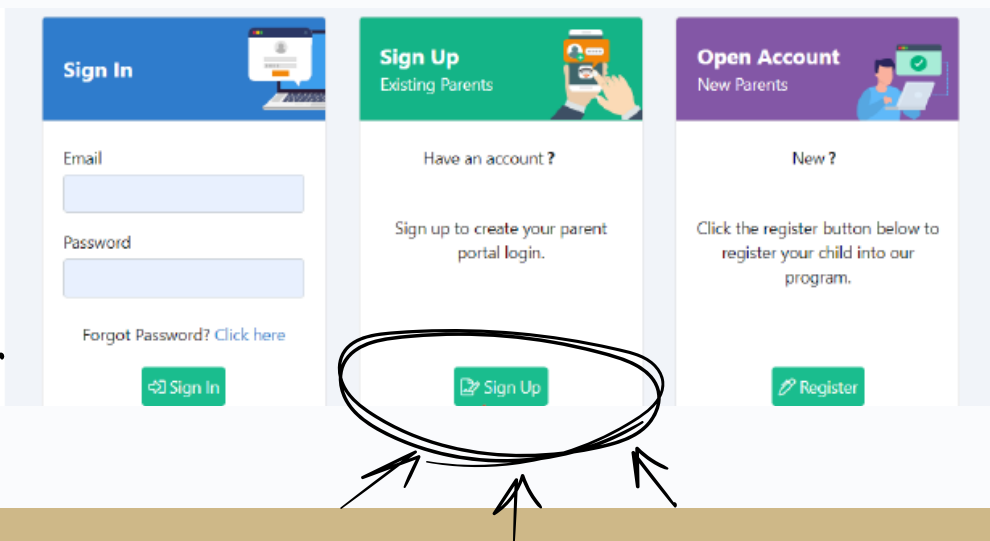 Sign In
Email
Password
Forgot Password? Click here
Sign In
Sign Up
Existing Parents
Have an account ?
Sign up to create your parent
portal login.
Sign Up
Open Account
New Parents
New ?
Click the register button below to
register your child into our
program.
Register